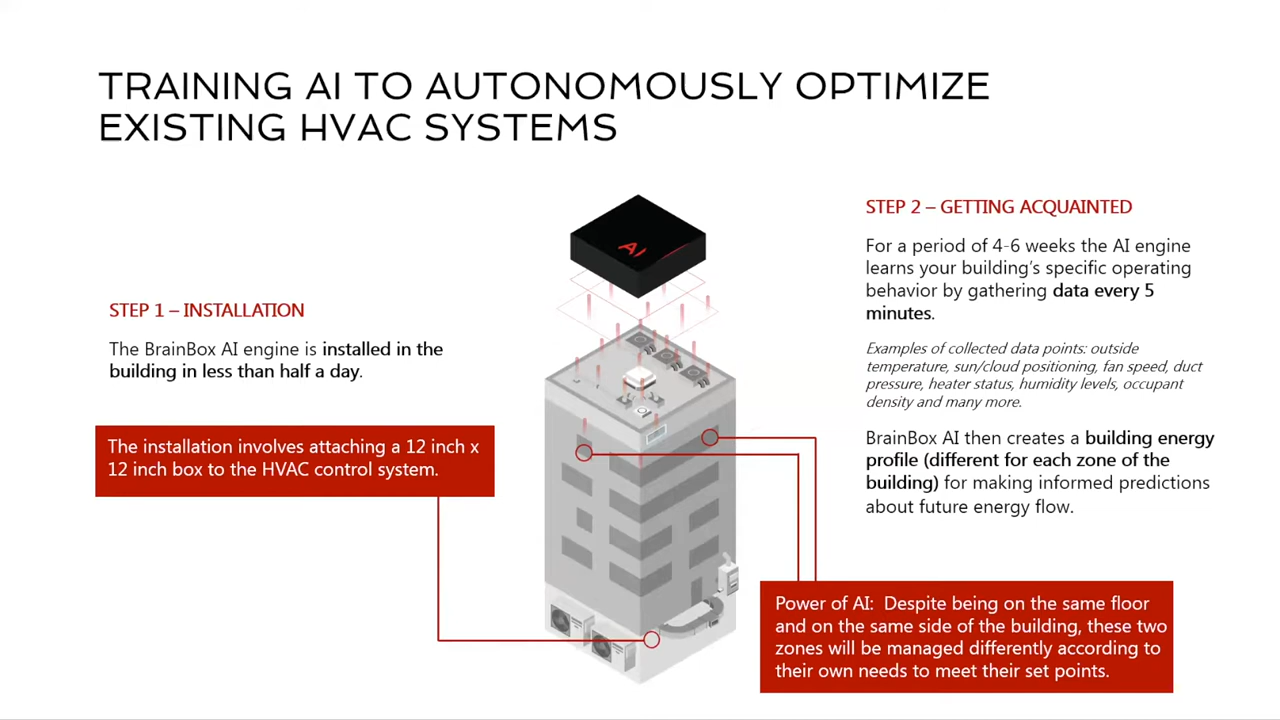 TRAINING AI TO AUTONOMOUSLY OPTIMIZE
EXISTING HVAC SYSTEMS
AI
STEP 1 – INSTALLATION
The BrainBox AI engine is installed in the
building in less than half a day.
The installation involves attaching a 12 inch x
12 inch box to the HVAC control system.
STEP 2 – GETTING ACQUAINTED
For a period of 4-6 weeks the AI engine
learns your building's specific operating
behavior by gathering data every 5
minutes.
Examples of collected data points: outside
temperature, sun/cloud positioning, fan speed, duct
pressure, heater status, humidity levels, occupant
density and many more.
BrainBox AI then creates a building energy
profile (different for each zone of the
building) for making informed predictions
about future energy flow.
Power of AI:  Despite being on the same floor
and on the same side of the building, these two
zones will be managed differently according to
their own needs to meet their set points.